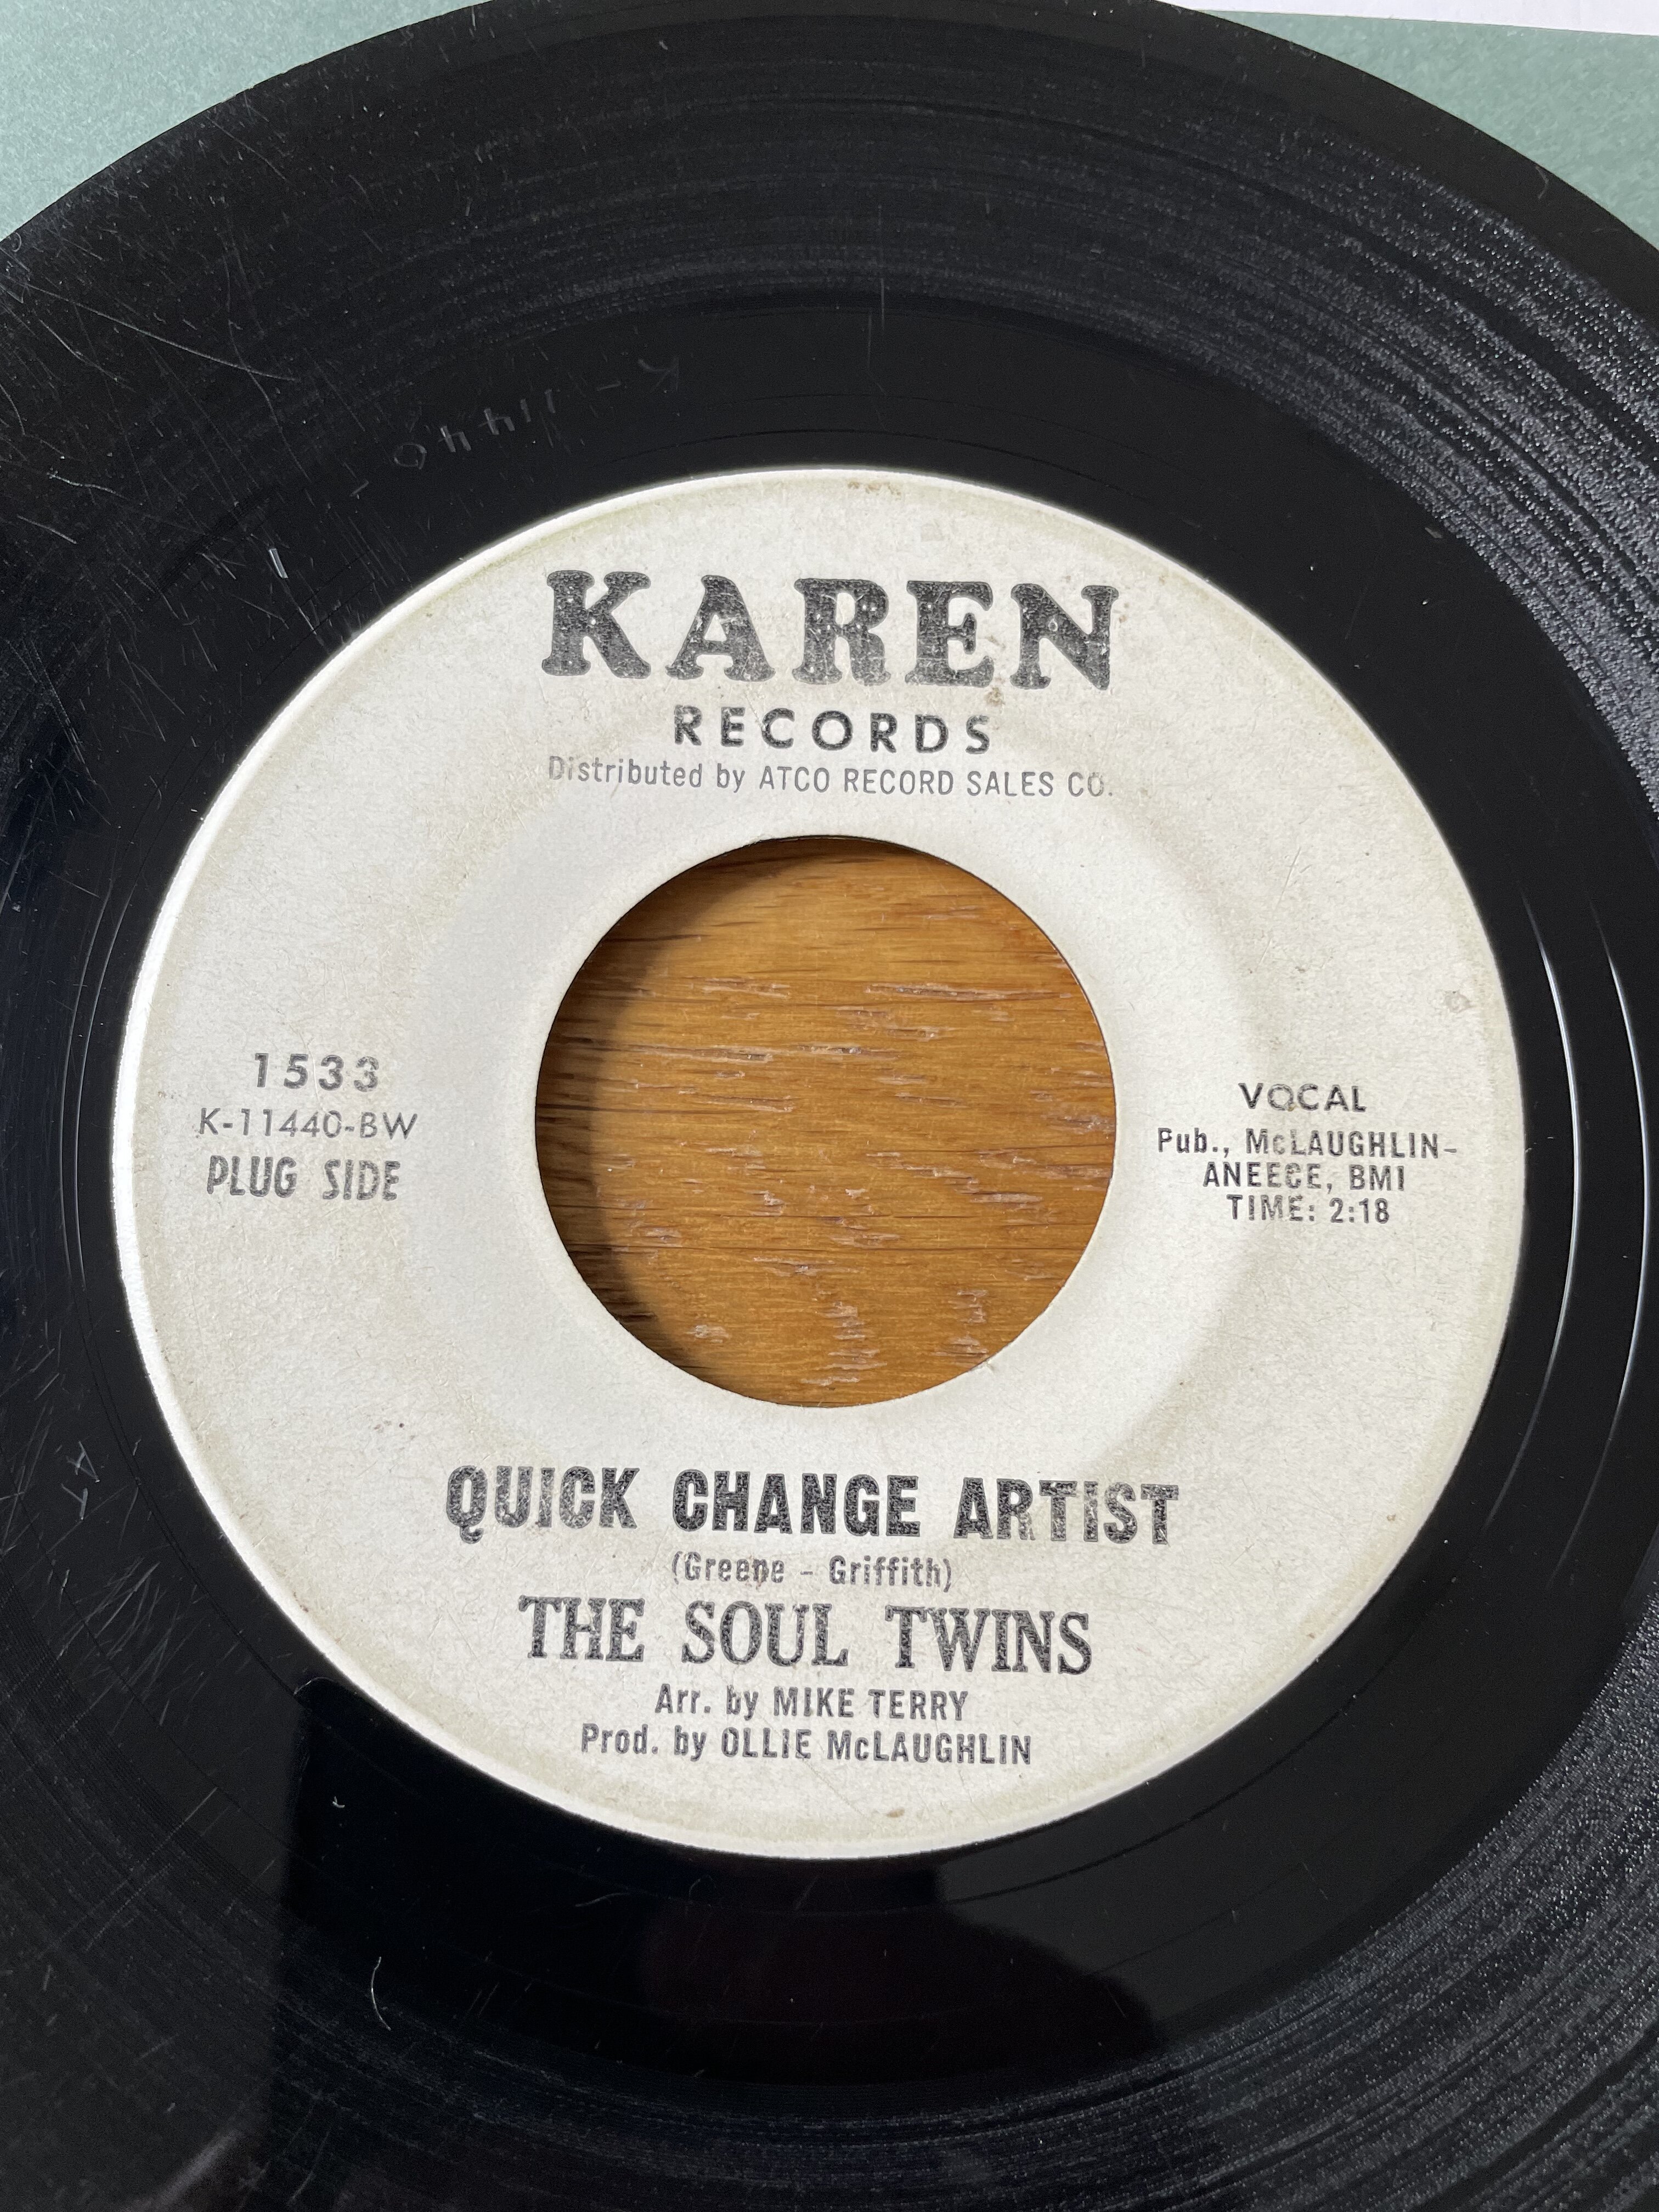 K-11440-
KAREN
RECORDS
Distributed by ATCO RECORD SALES CO.
1533
K-11440-BW
PLUG SIDE
VOCAL
Pub., McLAUGHLIN-
ANEECE, BMI
TIME: 2:18
QUICK CHANGE ARTIST
(Greene - Griffith)
THE SOUL TWINS
Arr. by MIKE TERRY
Prod. by OLLIE McLAUGHLIN